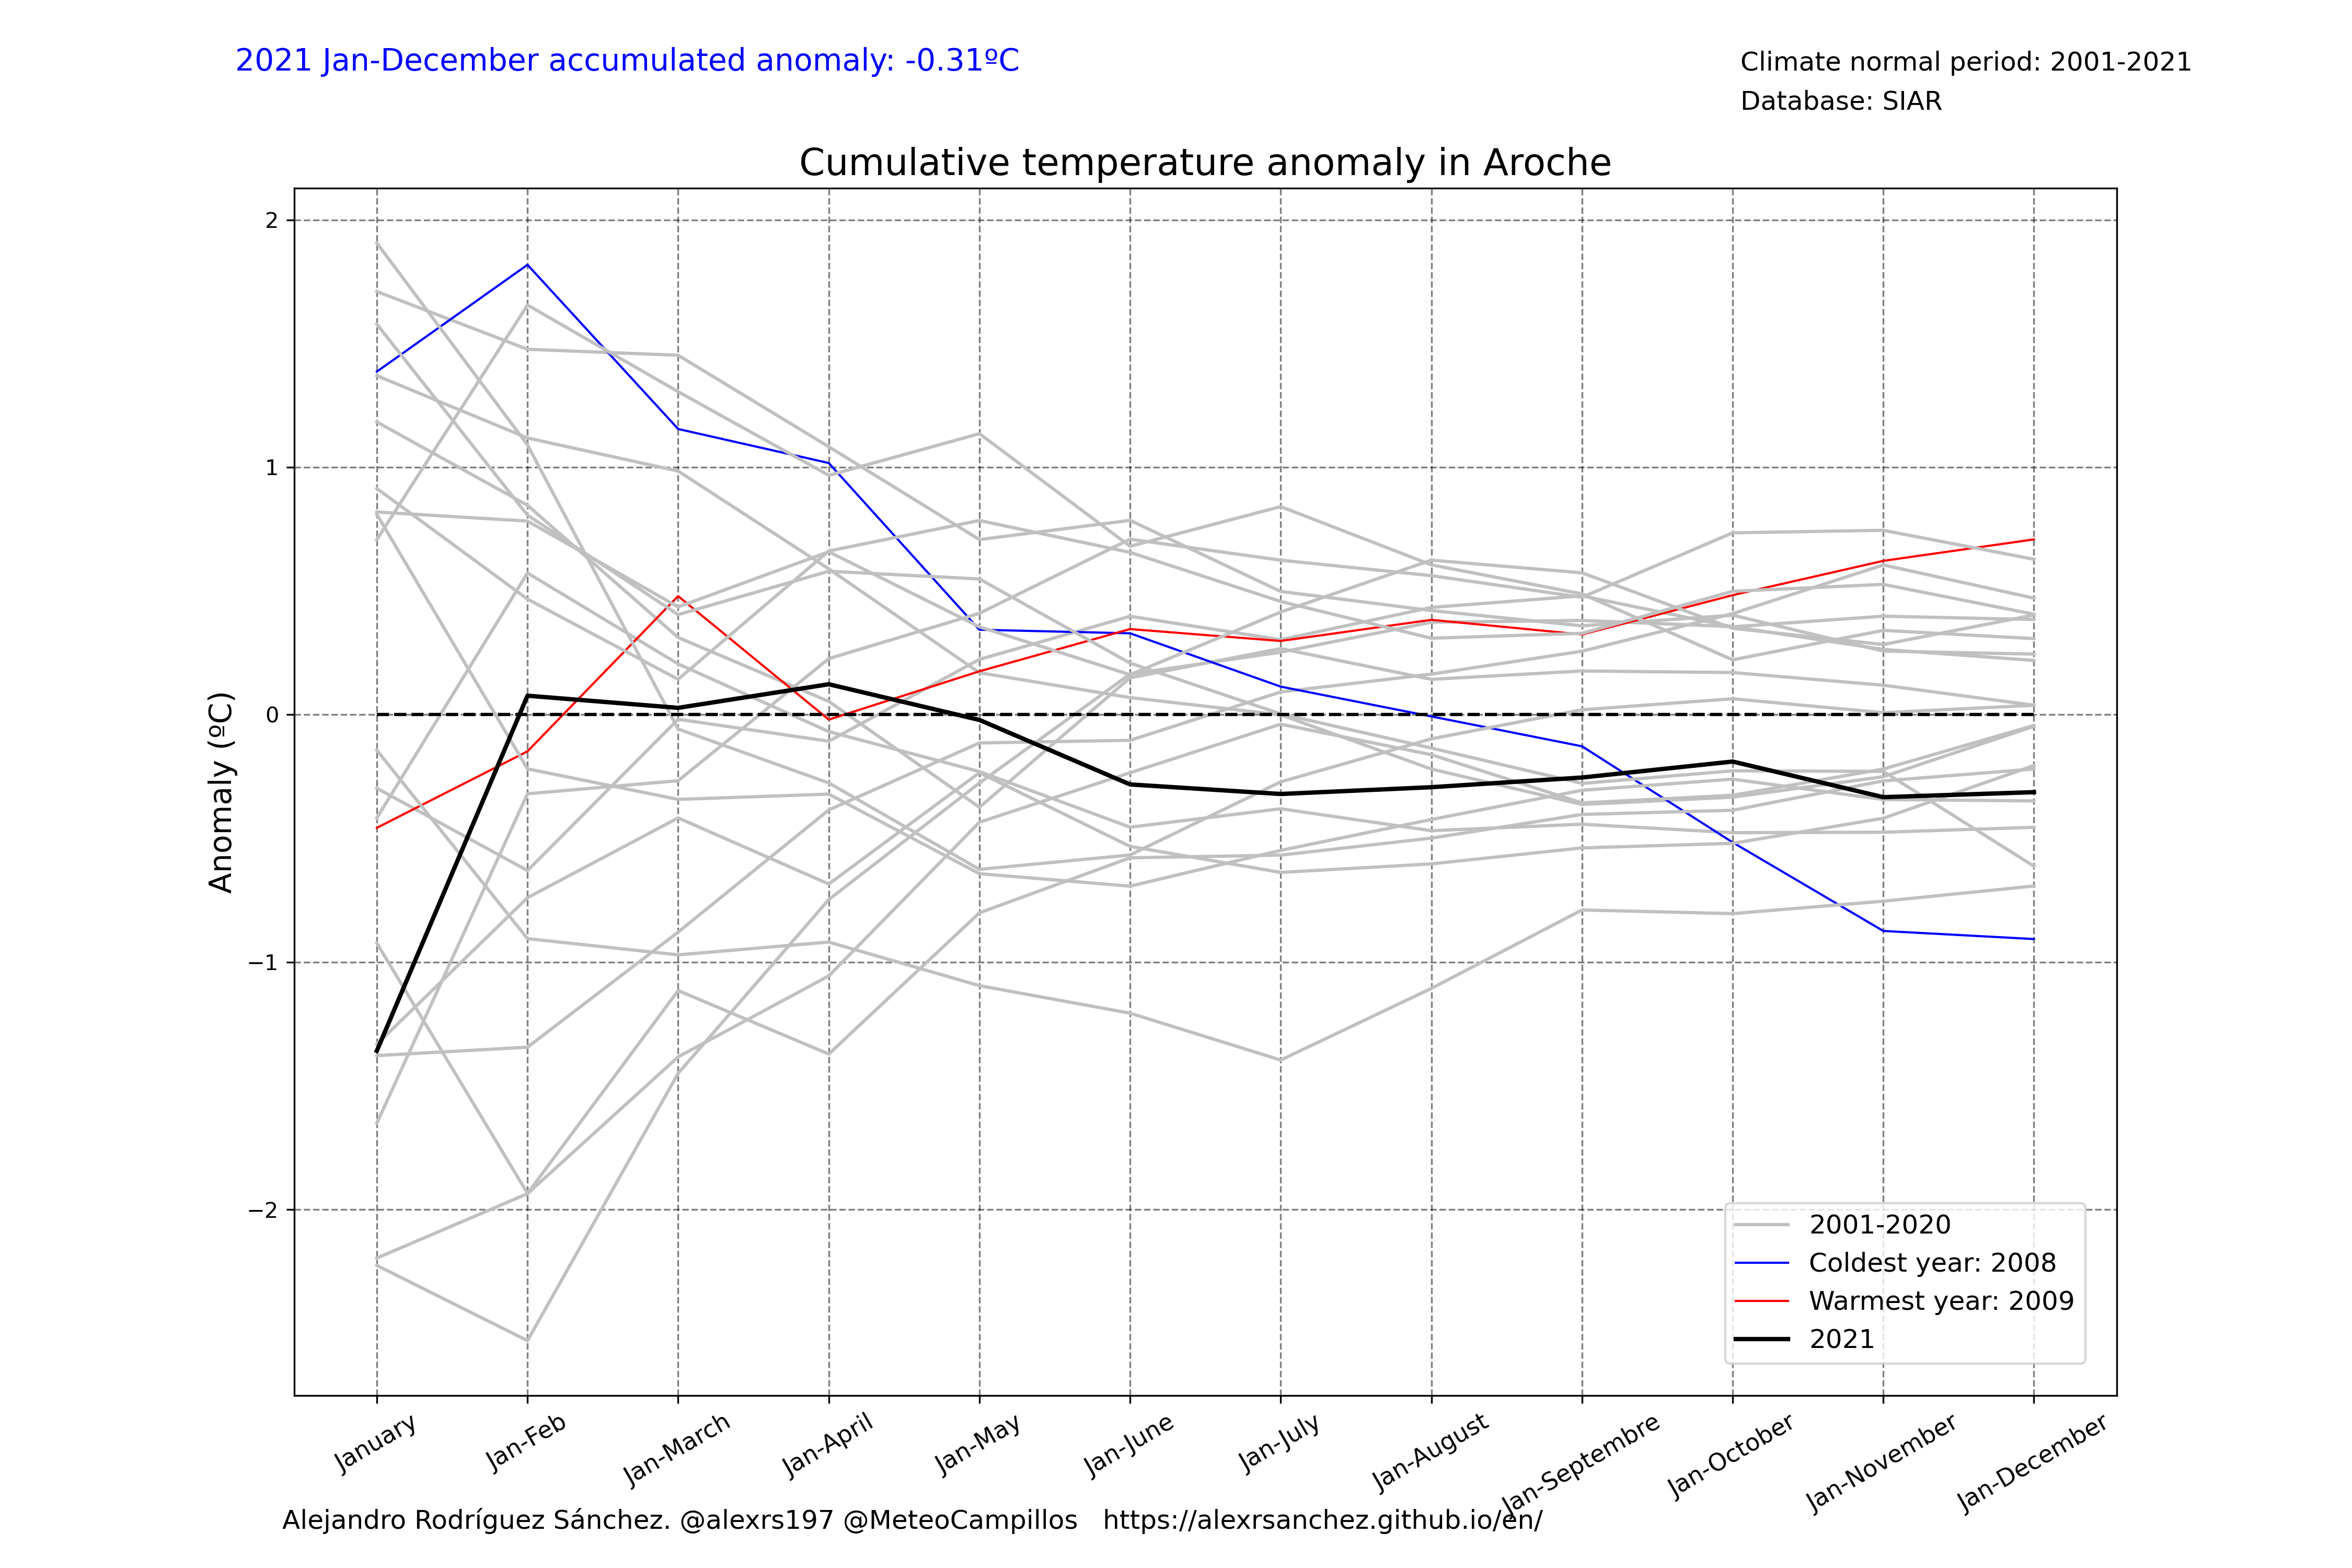 2021 Jan-December accumulated anomaly: -0.31ºC
Climate normal period: 2001-2021
Database: SIAR
Cumulative temperature anomaly in Aroche
Anomaly (ºC)
2
1
0
−1
−2
2001-2020
Coldest year: 2008
Warmest year: 2009
2021
January
Jan-Feb
Jan-March
Jan-April
Jan-May
Jan-June
Jan-July
Jan-August
Jan-Septembre
Jan-October
Jan-November
Jan-December
Alejandro Rodríguez Sánchez. @alexrs197 @MeteoCampillos   https://alexrsanchez.github.io/en/